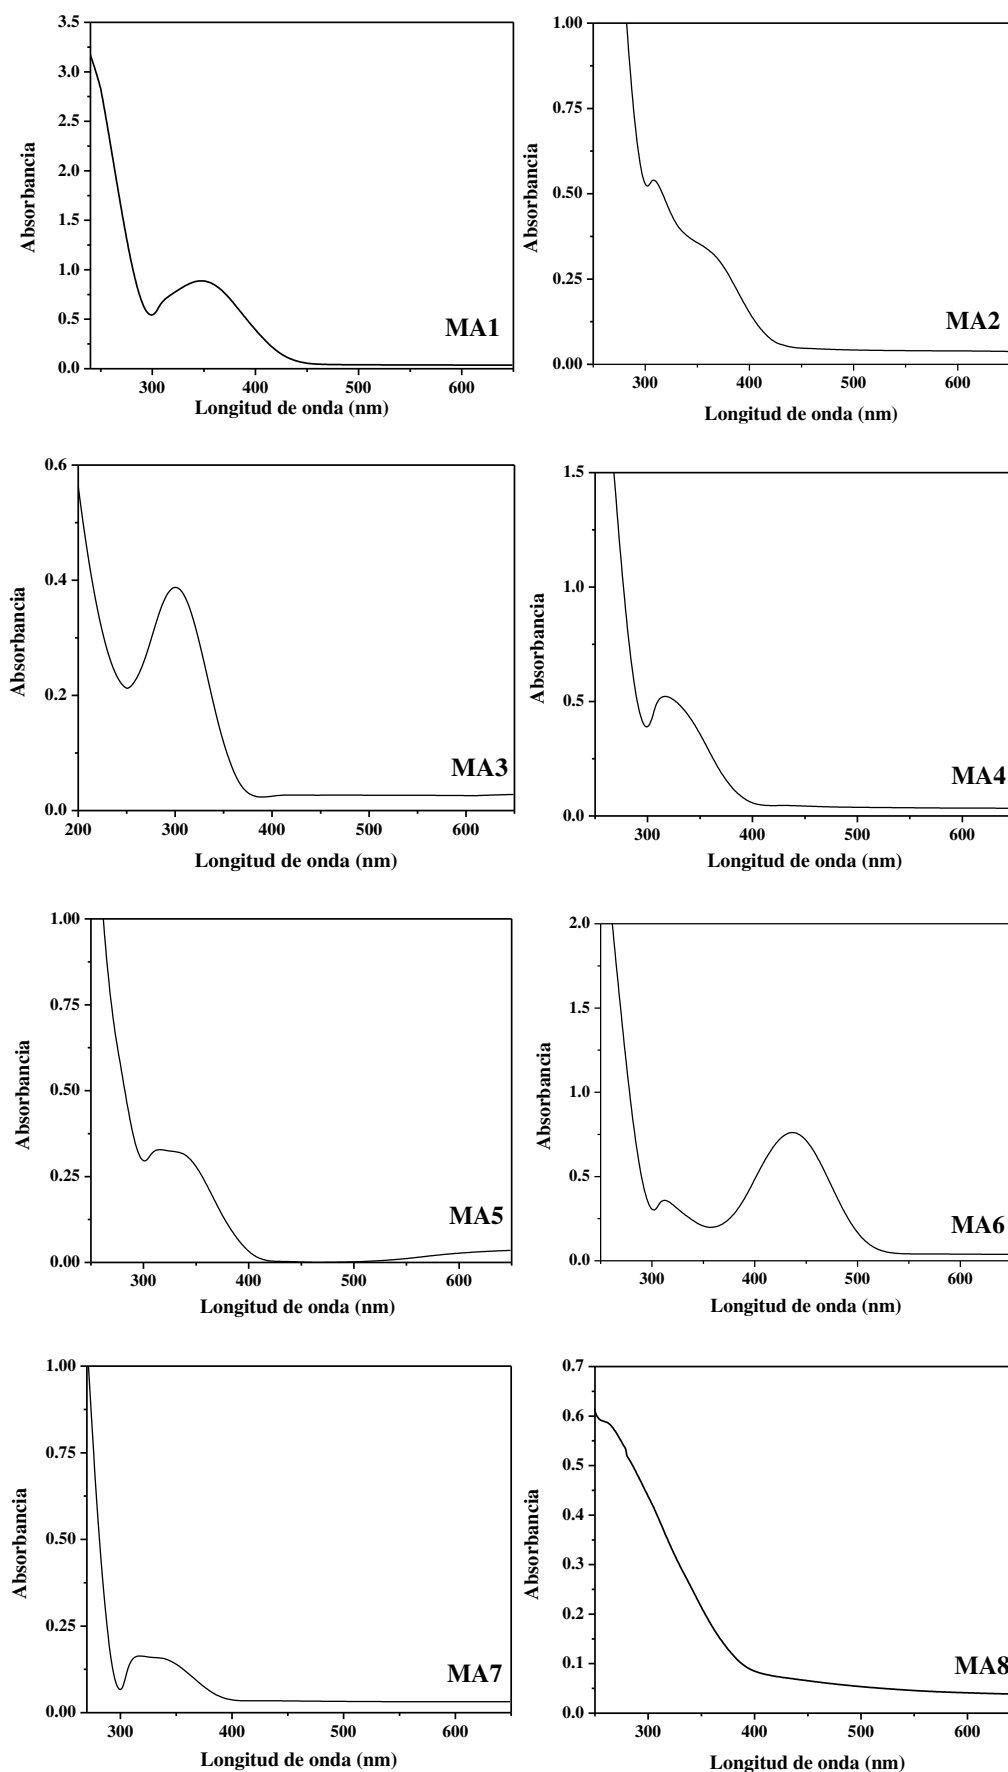 3.5
3.0
2.5
2.0
1.5
1.0
0.5
0.0
Absorbancia
MA1
300 400 500 600
Longitud de onda (nm)
1.00
0.75
0.50
0.25
0.00
Absorbancia
MA2
300 400 500 600
Longitud de onda (nm)
0.6
0.4
0.2
0.0
Absorbancia
MA3
200 300 400 500 600
Longitud de onda (nm)
1.5
1.0
0.5
0.0
Absorbancia
MA4
300 400 500 600
Longitud de onda (nm)
1.00
0.75
0.50
0.25
0.00
Absorbancia
MA5
300 400 500 600
Longitud de onda (nm)
2.0
1.5
1.0
0.5
0.0
Absorbancia
MA6
300 400 500 600
Longitud de onda (nm)
1.00
0.75
0.50
0.25
0.00
Absorbancia
MA7
300 400 500 600
Longitud de onda (nm)
0.7
0.6
0.5
0.4
0.3
0.2
0.1
0.0
Absorbancia
MA8
300 400 500 600
Longitud de onda (nm)